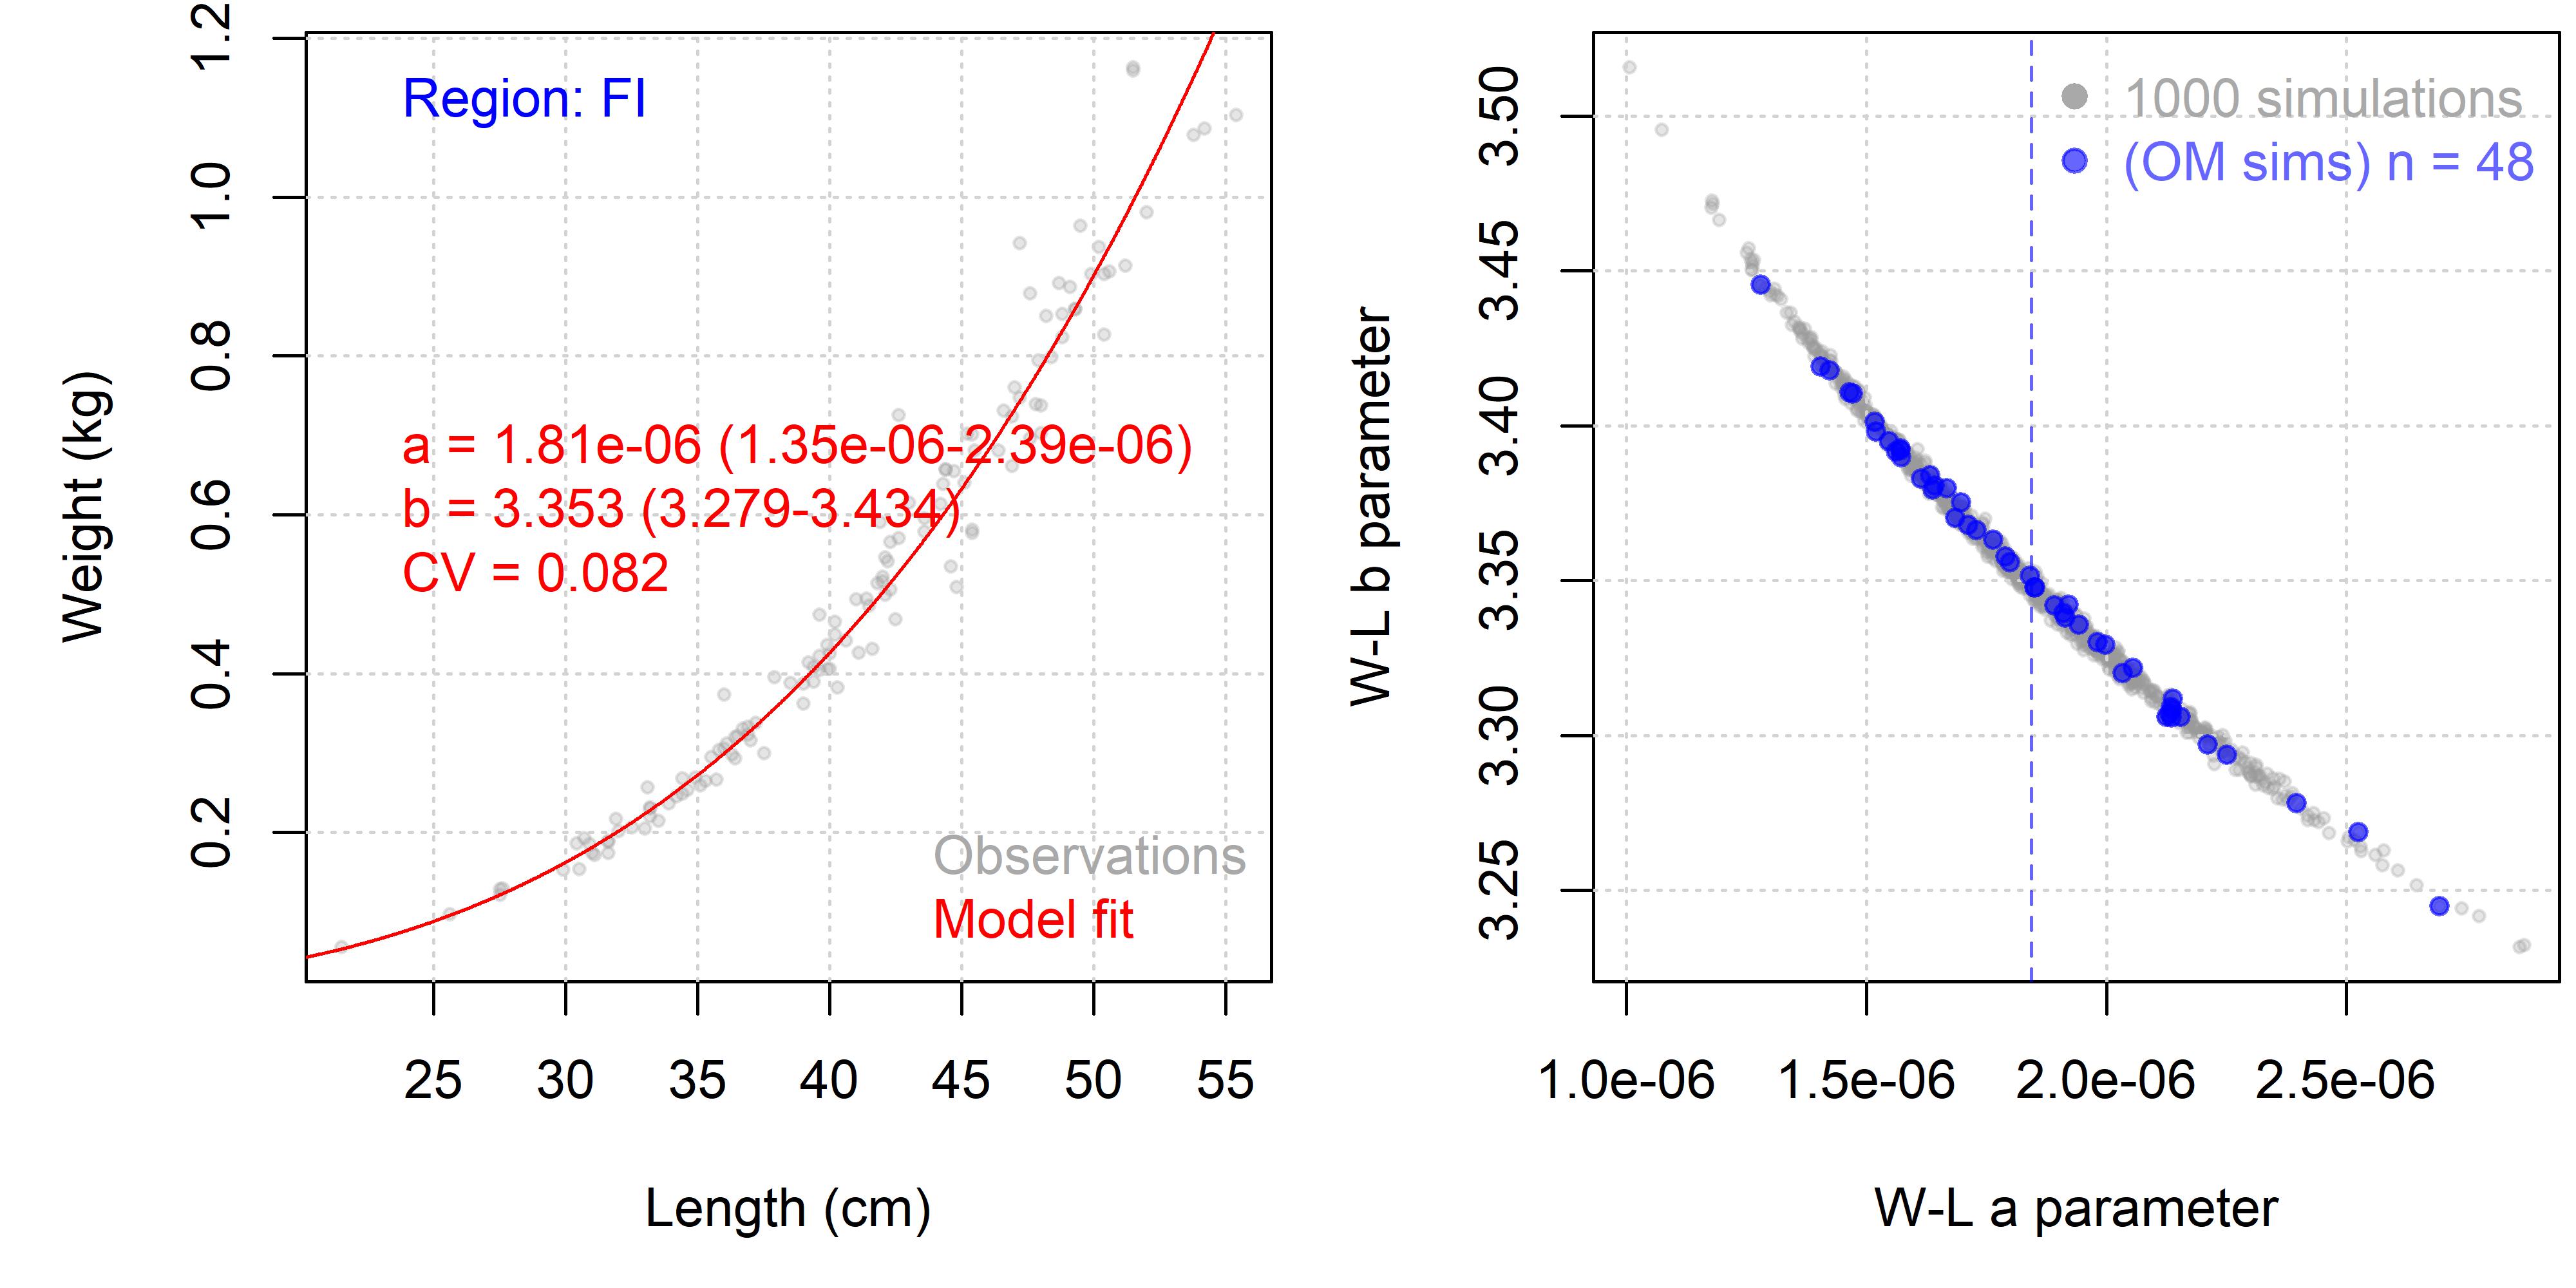 Region: FI
a = 1.81e-06 (1.35e-06-2.39e-06)
b = 3.353 (3.279-3.434)
CV = 0.082
Observations
Model fit
Weight (kg)
1.2
1.0
0.8
0.6
0.4
0.2
25 30 35 40 45 50 55
Length (cm)
1000 simulations
(OM sims) n = 48
W-L b parameter
3.50
3.45
3.40
3.35
3.30
3.25
1.0e-06 1.5e-06 2.0e-06 2.5e-06
W-L a parameter